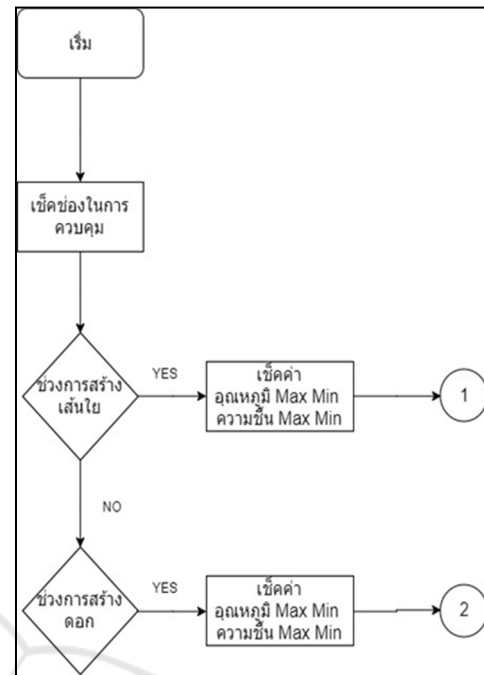 เริ่ม
เช็คช่องในการ
ควบคุม
ช่วงการสร้าง
เส้นใย
YES
เช็คค่า
อุณหภูมิ Max Min
ความชื้น Max Min
1
NO
ช่วงการสร้าง
ดอก
YES
เช็คค่า
อุณหภูมิ Max Min
ความชื้น Max Min
2